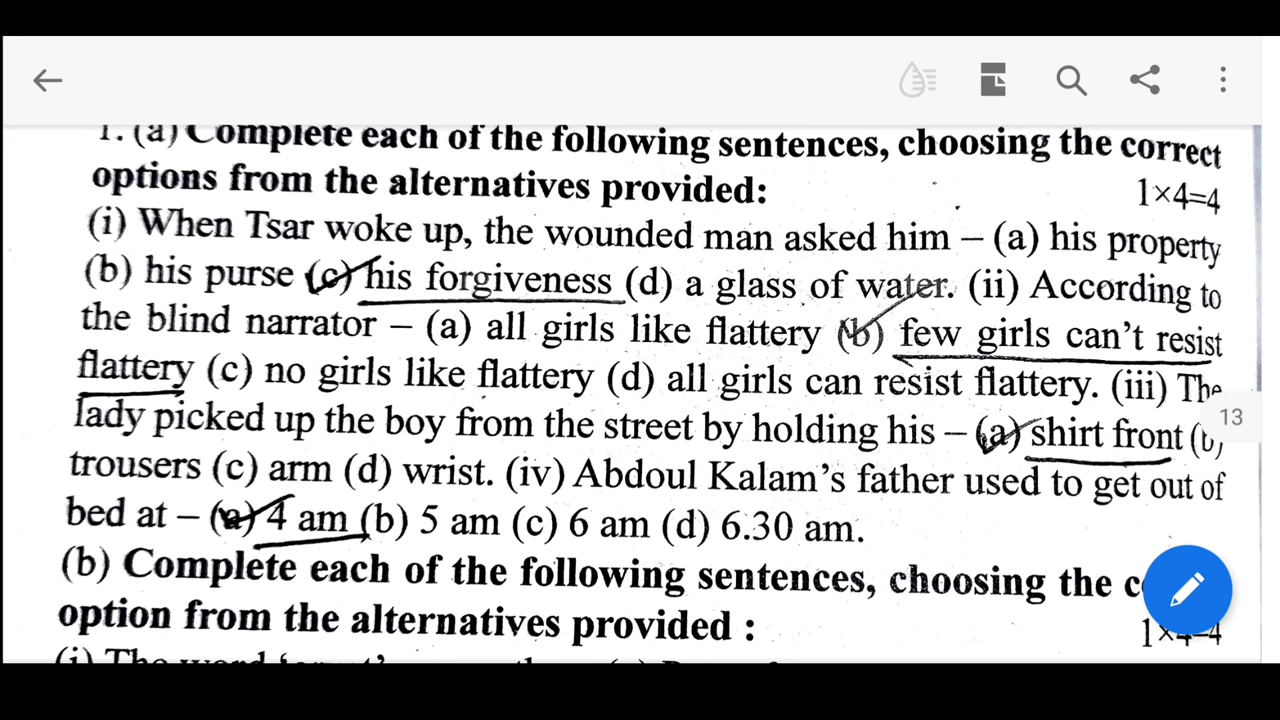 1. (a) Complete each of the following sentences, choosing the correct
options from the alternatives provided: 1×4=4
(i) When Tsar woke up, the wounded man asked him – (a) his property
(b) his purse (c) his forgiveness (d) a glass of water. (ii) According to
the blind narrator – (a) all girls like flattery (b) few girls can't resist
flattery (c) no girls like flattery (d) all girls can resist flattery. (iii) The
lady picked up the boy from the street by holding his – (a) shirt front (b)
13
trousers (c) arm (d) wrist. (iv) Abdoul Kalam's father used to get out of
bed at – (a) 4 am (b) 5 am (c) 6 am (d) 6.30 am.
(b) Complete each of the following sentences, choosing the
option from the alternatives provided : 1×4=4
(i) The word